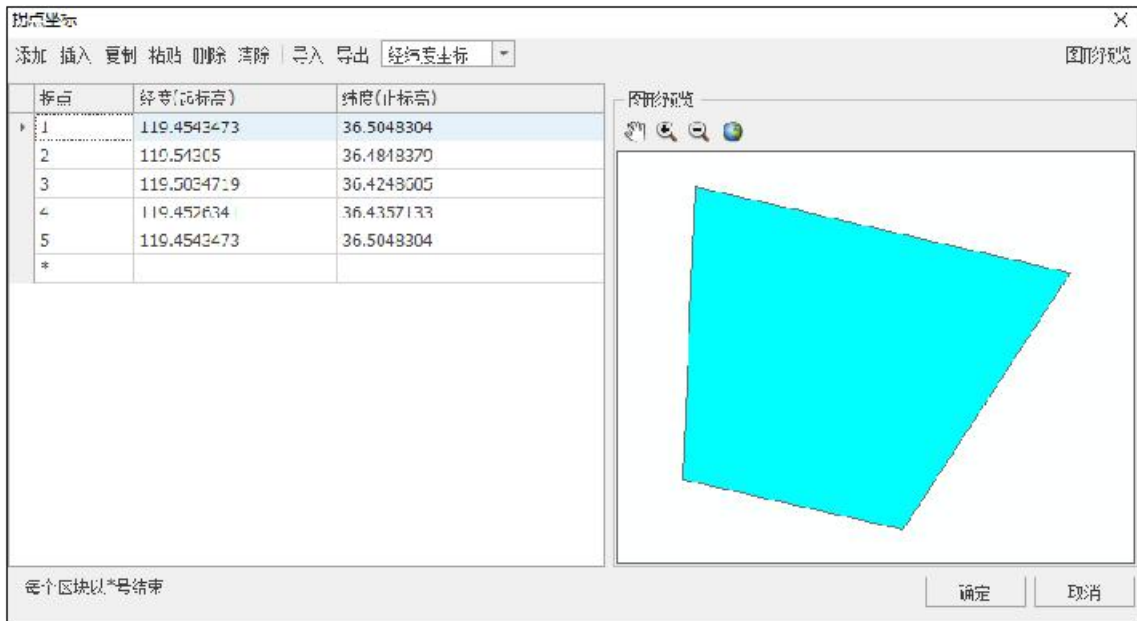 拐点坐标
添加 插入 复制 粘贴 删除 清除 导入 导出 经纬度坐标 图形预览
拐点 经度(起标高) 纬度(止标高)
1 119.4543473 36.5048304
2 119.54305 36.4848379
3 119.5034719 36.4248605
4 119.4526341 36.4357133
5 119.4543473 36.5048304
*
图形预览
每个区块以*号结束
确定 取消